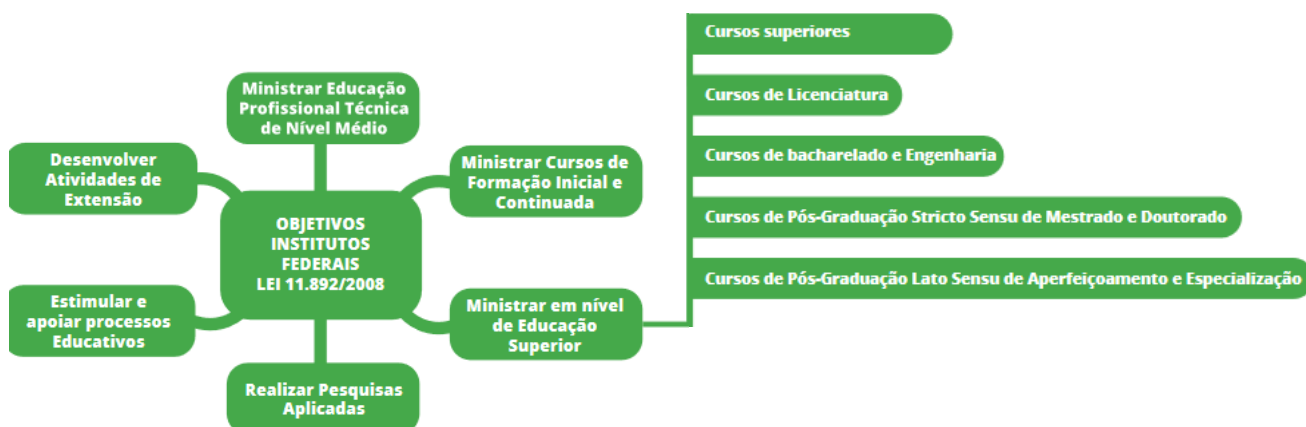 OBJETIVOS
INSTITUTOS
FEDERAIS
LEI 11.892/2008
Ministrar Educação
Profissional Técnica
de Nível Médio
Ministrar Cursos de
Formação Inicial e
Continuada
Ministrar em nível
de Educação
Superior
Cursos superiores
Cursos de Licenciatura
Cursos de bacharelado e Engenharia
Cursos de Pós-Graduação Stricto Sensu de Mestrado e Doutorado
Cursos de Pós-Graduação Lato Sensu de Aperfeiçoamento e Especialização
Realizar Pesquisas
Aplicadas
Estimular e
apoiar processos
Educativos
Desenvolver
Atividades de
Extensão